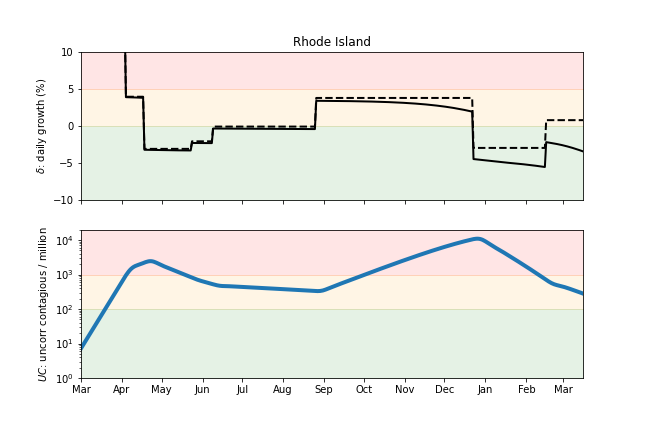 Rhode Island
δ: daily growth (%)
10
5
0
−5
−10
UC: uncorr contagious / million
10⁴
10³
10²
10¹
10⁰
Mar Apr May Jun Jul Aug Sep Oct Nov Dec Jan Feb Mar